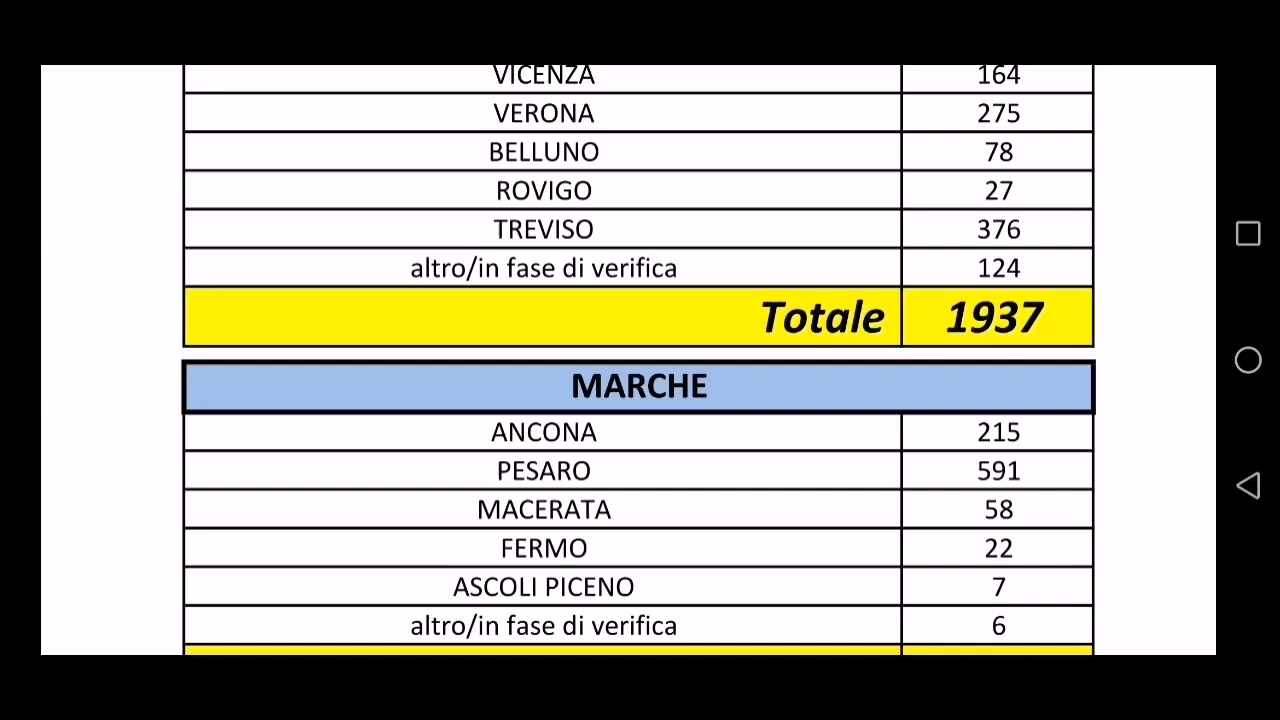 VICENZA 164
VERONA 275
BELLUNO 78
ROVIGO 27
TREVISO 376
altro/in fase di verifica 124
Totale 1937
MARCHE
ANCONA 215
PESARO 591
MACERATA 58
FERMO 22
ASCOLI PICENO 7
altro/in fase di verifica 6